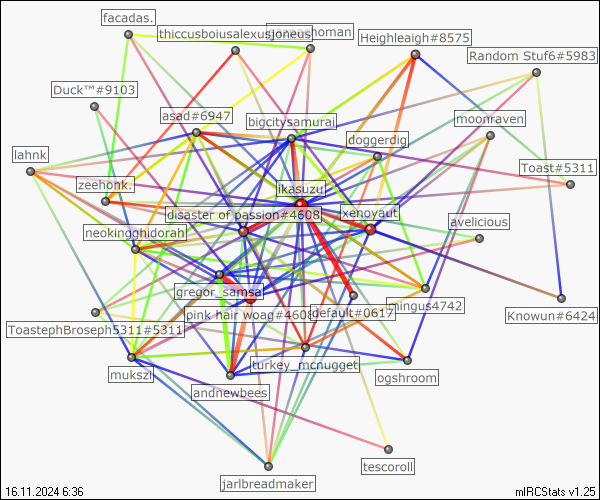 facadas.
thiccusboiusalexusjoneus
Heighleaigh#8575
Random Stuf6#5983
Duck™#9103
asad#6947
bigcitysamurai
moonraven
doggerdig
lahnk
Toast#5311
zeehonk.
ikasuzu
disaster of passion#4608
xenoyaut
avelicious
neokingghidorah
gregor_samsa
pink hair woag#4608
default#0617
mingus4742
Knowun#6424
ToastephBroseph5311#5311
turkey_mcnugget
mukszi
andnewbees
ogshroom
tescoroll
jarlbreadmaker
16.11.2024 6:36
mIRCStats v1.25